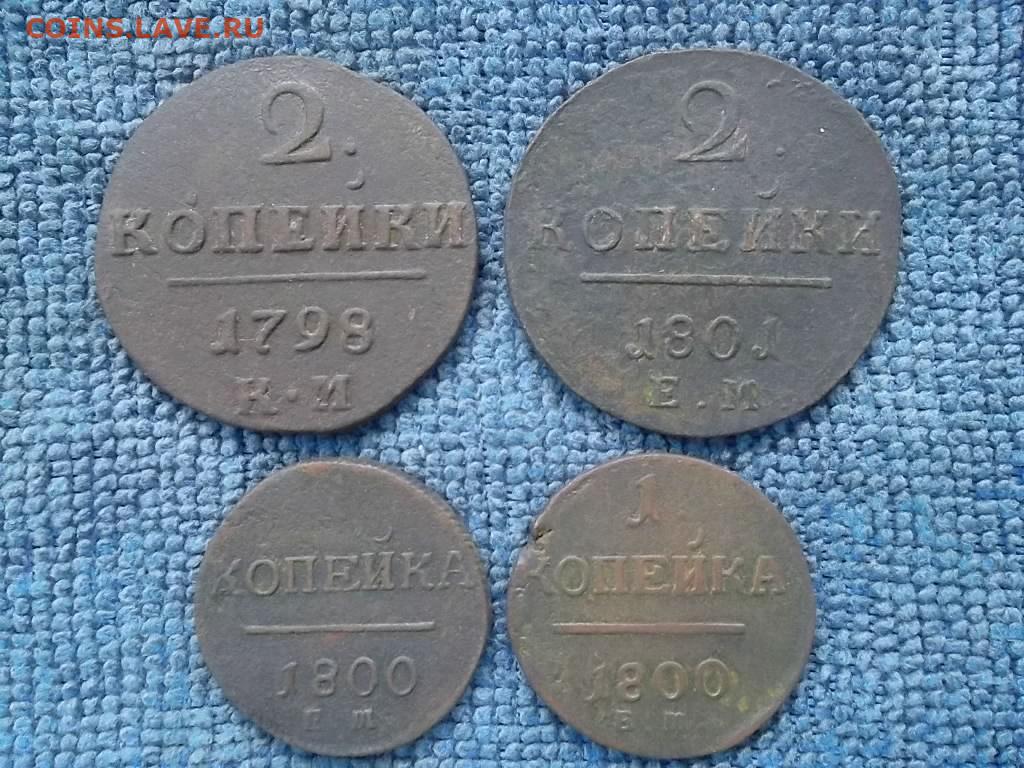 COINS.LAVE.RU
2.
КОПЕЙКИ
1798
К·М
2.
КОПЕЙКИ
1801
Е.М
КОПЕЙКА
1800
Е М
1
КОПЕЙКА
1800
Е М